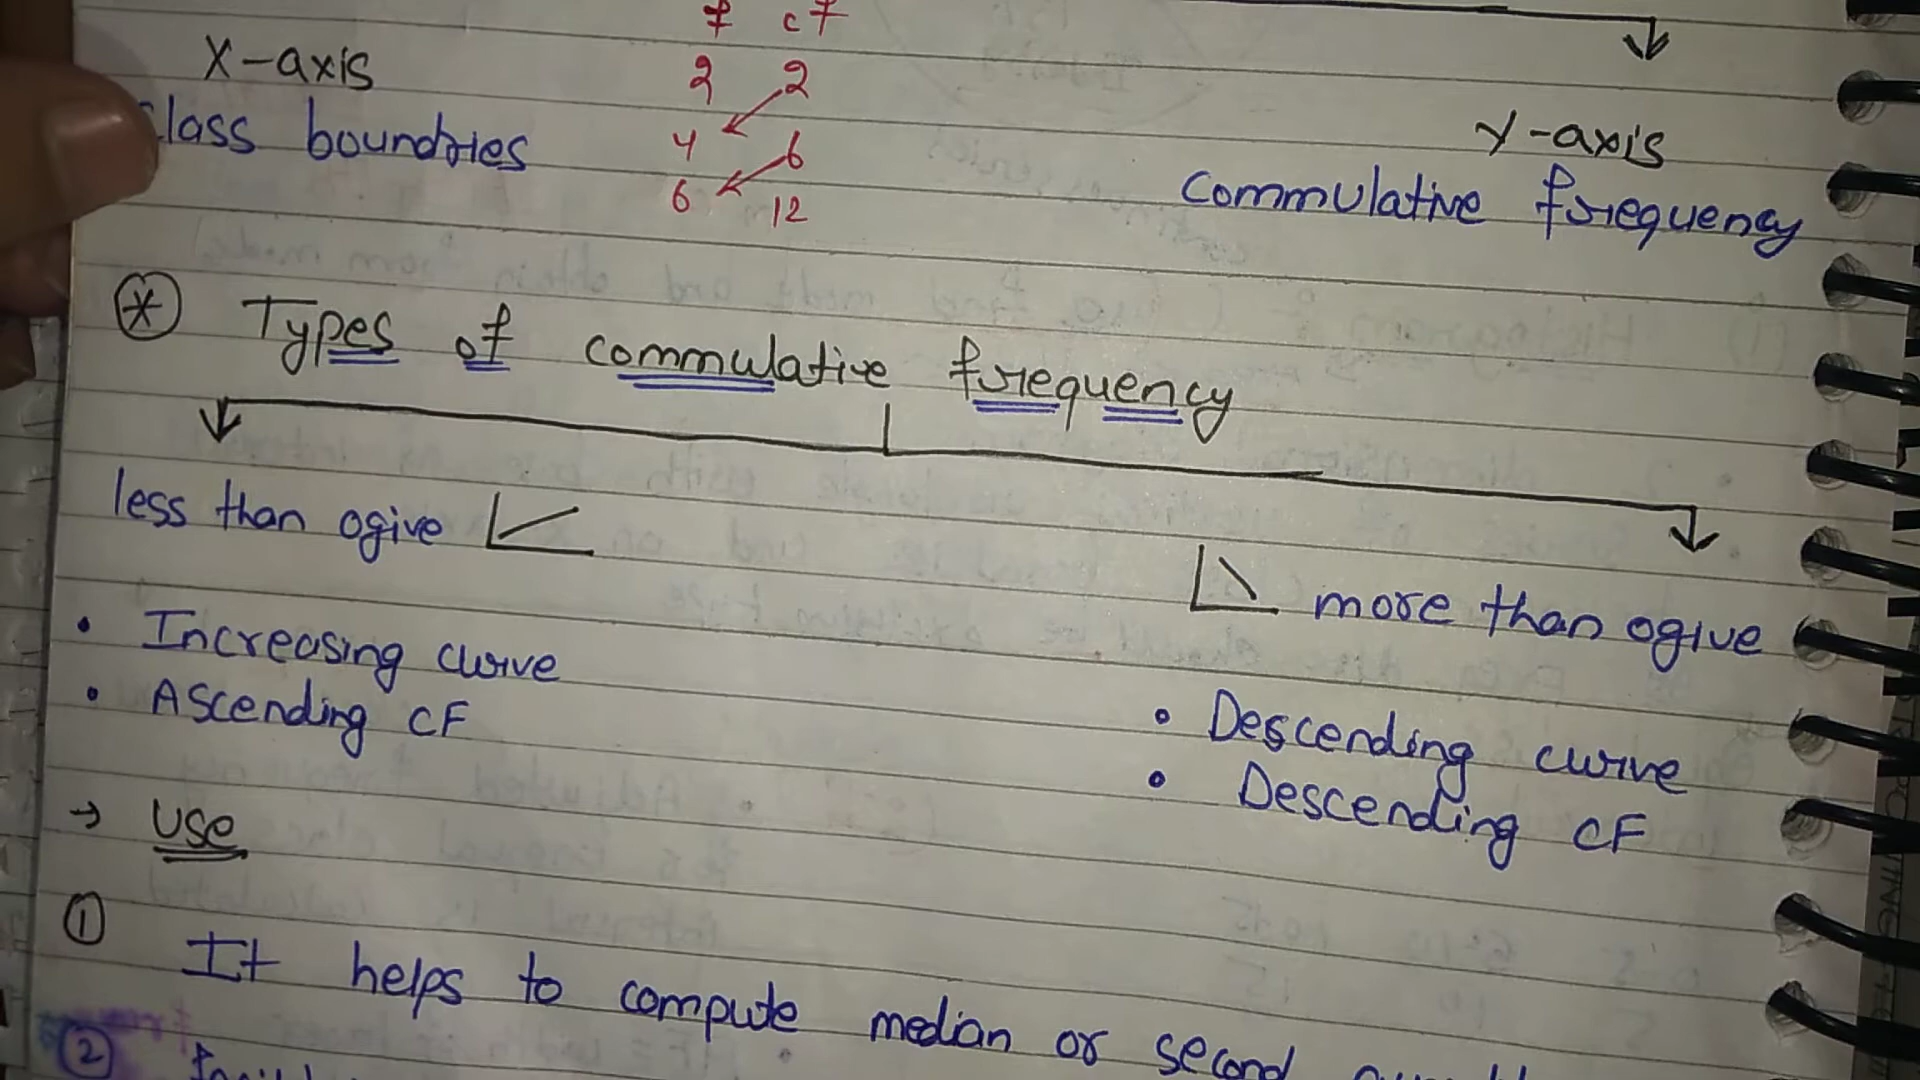 f cf
X-axis
2 2
Class boundries
4 6
Y-axis
6 12
Commulative frequency
* Types of commulative frequency
less than ogive
more than ogive
• Increasing curve
• Ascending CF
• Descending curve
• Descending CF
→ Use
① It helps to compute median or second
②